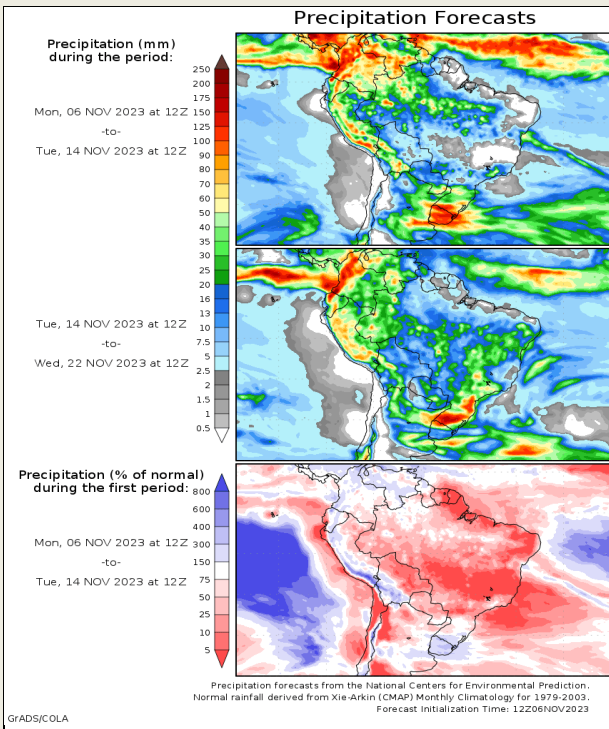 Precipitation Forecasts
Precipitation (mm)
during the period:
Mon, 06 NOV 2023 at 12Z
-to-
Tue, 14 NOV 2023 at 12Z
250
200
175
150
125
100
90
80
70
60
50
40
35
30
25
20
16
13
10
7.5
5
2.5
2
1.5
1
0.5
Tue, 14 NOV 2023 at 12Z
-to-
Wed, 22 NOV 2023 at 12Z
Precipitation (% of normal)
during the first period:
Mon, 06 NOV 2023 at 12Z
-to-
Tue, 14 NOV 2023 at 12Z
800
600
400
300
150
75
50
25
10
5
Precipitation forecasts from the National Centers for Environmental Prediction.
Normal rainfall derived from Xie-Arkin (CMAP) Monthly Climatology for 1979-2003.
Forecast Initialization Time: 12Z06NOV2023
GrADS/COLA